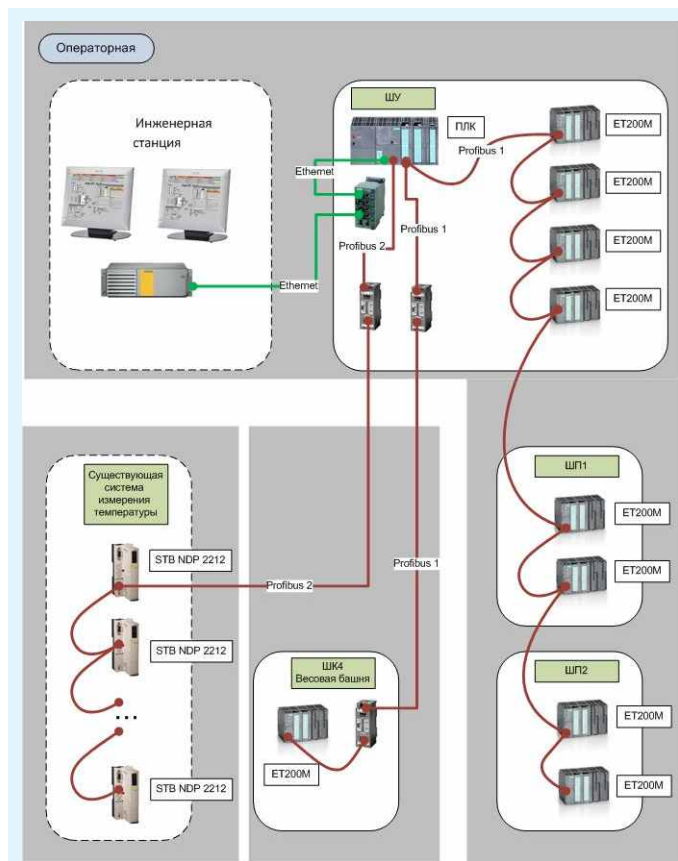 Операторная
Инженерная
станция
ШУ
ПЛК
Ethernet
Profibus 1
Profibus 2
Profibus 1
Ethernet
ET200M
ET200M
ET200M
ET200M
Существующая
система
измерения
температуры
STB NDP 2212
STB NDP 2212
...
STB NDP 2212
Profibus 2
Profibus 1
ШК4
Весовая башня
ET200M
ШП1
ET200M
ET200M
ШП2
ET200M
ET200M